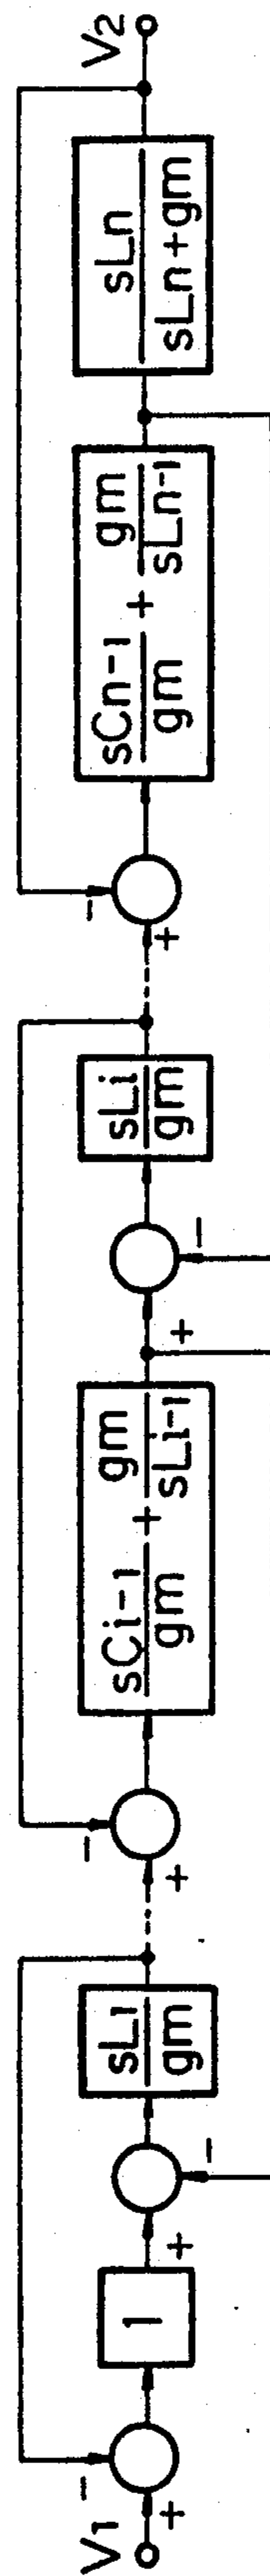 V1
+
-
1
+
-
sL1
gm
+
-
sCi-1
gm
+
gm
sLi-1
+
-
sLi
gm
+
-
sCn-1
gm
+
gm
sLn-1
sLn
sLn+gm
V2